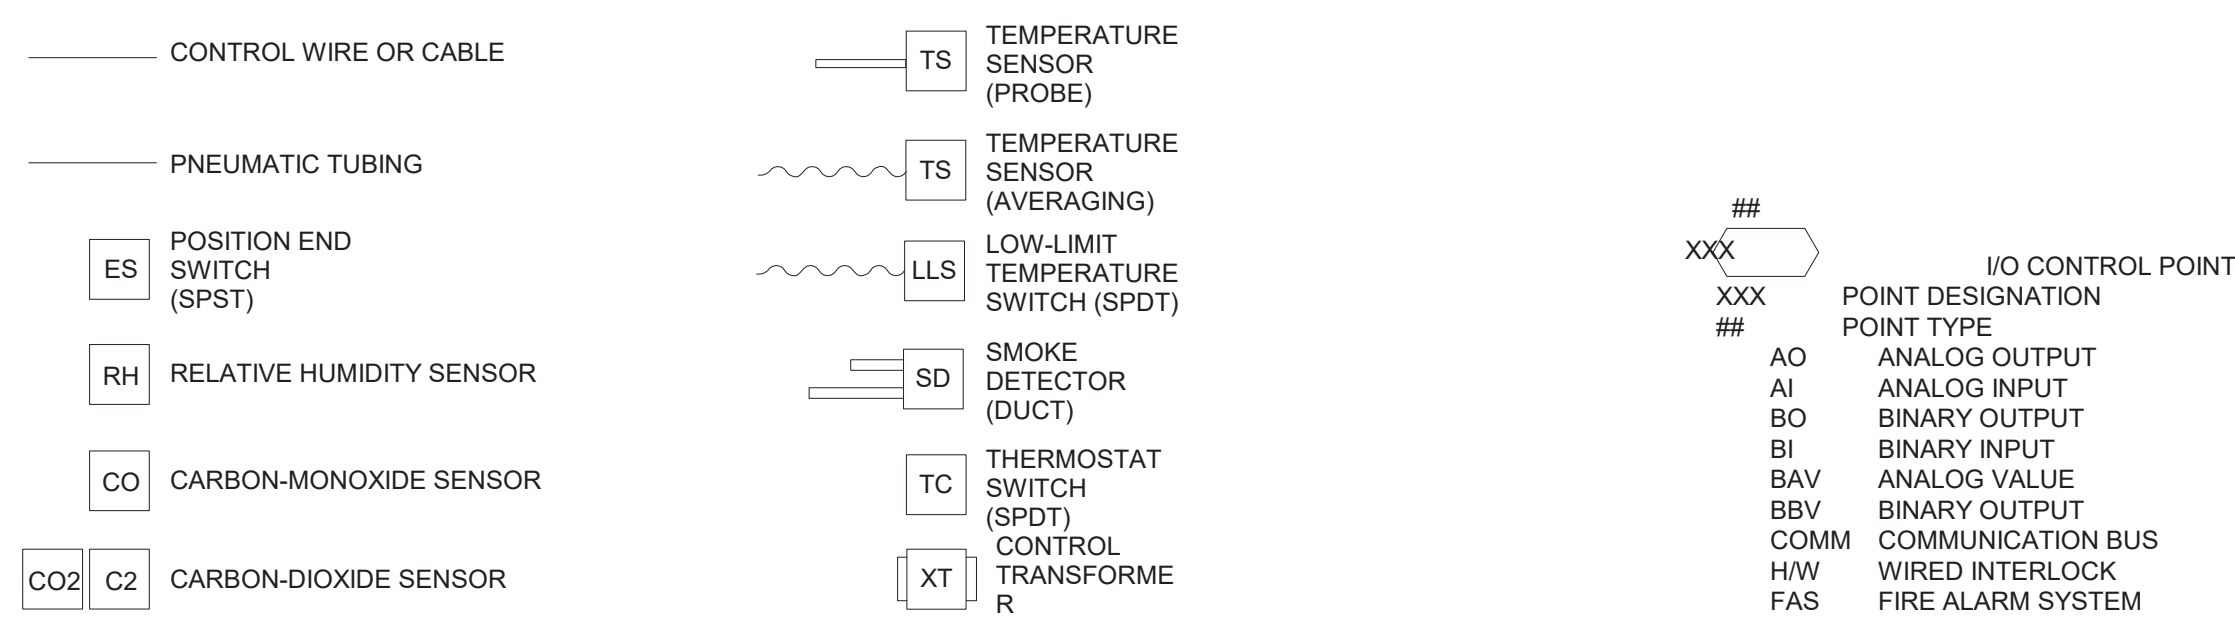 CONTROL WIRE OR CABLE
PNEUMATIC TUBING
ES
POSITION END
SWITCH
(SPST)
RH
RELATIVE HUMIDITY SENSOR
CO
CARBON-MONOXIDE SENSOR
CO2 C2
CARBON-DIOXIDE SENSOR
TS
TEMPERATURE
SENSOR
(PROBE)
TS
TEMPERATURE
SENSOR
(AVERAGING)
LLS
LOW-LIMIT
TEMPERATURE
SWITCH (SPDT)
SD
SMOKE
DETECTOR
(DUCT)
TC
THERMOSTAT
SWITCH
(SPDT)
XT
CONTROL
TRANSFORME
R
##
XXX
I/O CONTROL POINT
XXX POINT DESIGNATION
## POINT TYPE
AO ANALOG OUTPUT
AI ANALOG INPUT
BO BINARY OUTPUT
BI BINARY INPUT
BAV ANALOG VALUE
BBV BINARY OUTPUT
COMM COMMUNICATION BUS
H/W WIRED INTERLOCK
FAS FIRE ALARM SYSTEM